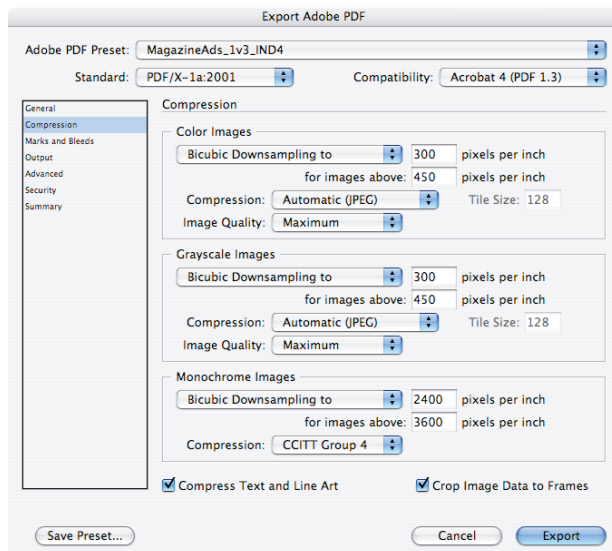 Export Adobe PDF
Adobe PDF Preset: MagazineAds_1v3_IND4
Standard: PDF/X-1a:2001 Compatibility: Acrobat 4 (PDF 1.3)
General
Compression
Marks and Bleeds
Output
Advanced
Security
Summary
Compression
Color Images
Bicubic Downsampling to 300 pixels per inch
for images above: 450 pixels per inch
Compression: Automatic (JPEG) Tile Size: 128
Image Quality: Maximum
Grayscale Images
Bicubic Downsampling to 300 pixels per inch
for images above: 450 pixels per inch
Compression: Automatic (JPEG) Tile Size: 128
Image Quality: Maximum
Monochrome Images
Bicubic Downsampling to 2400 pixels per inch
for images above: 3600 pixels per inch
Compression: CCITT Group 4
Compress Text and Line Art Crop Image Data to Frames
Save Preset... Cancel Export